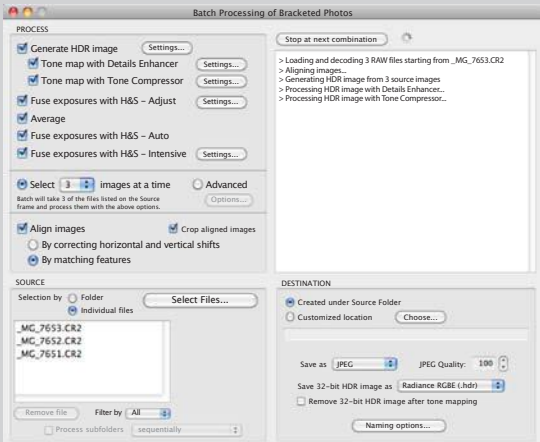 Batch Processing of Bracketed Photos
PROCESS
Generate HDR image
Settings...
Tone map with Details Enhancer
Settings...
Tone map with Tone Compressor
Settings...
Fuse exposures with H&S – Adjust
Settings...
Average
Fuse exposures with H&S – Auto
Fuse exposures with H&S – Intensive
Settings...
Select 3 images at a time
Advanced
Batch will take 3 of the files listed on the Source
frame and process them with the above options.
Options...
Align images
Crop aligned images
By correcting horizontal and vertical shifts
By matching features
Stop at next combination
> Loading and decoding 3 RAW files starting from _MG_7653.CR2
> Aligning images...
> Generating HDR image from 3 source images
> Processing HDR image with Details Enhancer...
> Processing HDR image with Tone Compressor...
SOURCE
Selection by Folder
Individual files
Select Files...
_MG_7653.CR2
_MG_7652.CR2
_MG_7651.CR2
Remove file
Filter by All
Process subfolders sequentially
DESTINATION
Created under Source Folder
Customized location
Choose...
Save as JPEG
JPEG Quality: 100
Save 32-bit HDR image as Radiance RGBE (.hdr)
Remove 32-bit HDR image after tone mapping
Naming options...